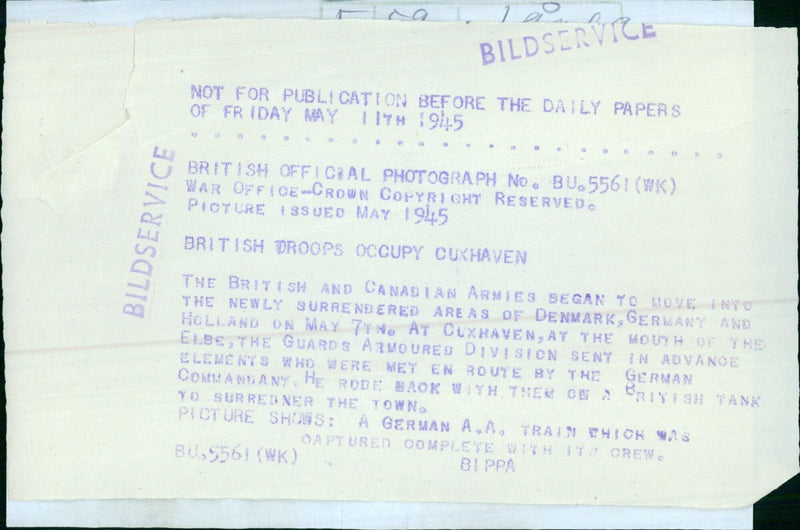 BILDSERVICE
NOT FOR PUBLICATION BEFORE THE DAILY PAPERS
OF FRIDAY MAY 11TH 1945
BILDSERVICE
BRITISH OFFICIAL PHOTOGRAPH NO. BU.5561(WK)
WAR OFFICE-CROWN COPYRIGHT RESERVED.
PICTURE ISSUED MAY 1945
BRITISH TROOPS OCCUPY CUXHAVEN
THE BRITISH AND CANADIAN ARMIES BEGAN TO MOVE INTO
THE NEWLY SURRENDERED AREAS OF DENMARK,GERMANY AND
HOLLAND ON MAY 7TH. AT CUXHAVEN,AT THE MOUTH OF THE
ELBE,THE GUARDS ARMOURED DIVISION SENT IN ADVANCE
ELEMENTS WHO WERE MET EN ROUTE BY THE GERMAN
COMMANDANT.HE RODE BACK WITH THEM ON A BRITISH TANK
TO SURREDNER THE TOWN.
PICTURE SHOWS: A GERMAN A.A. TRAIN WHICH WAS
CAPTURED COMPLETE WITH ITS CREW.
BU.5561(WK)
BIPPA